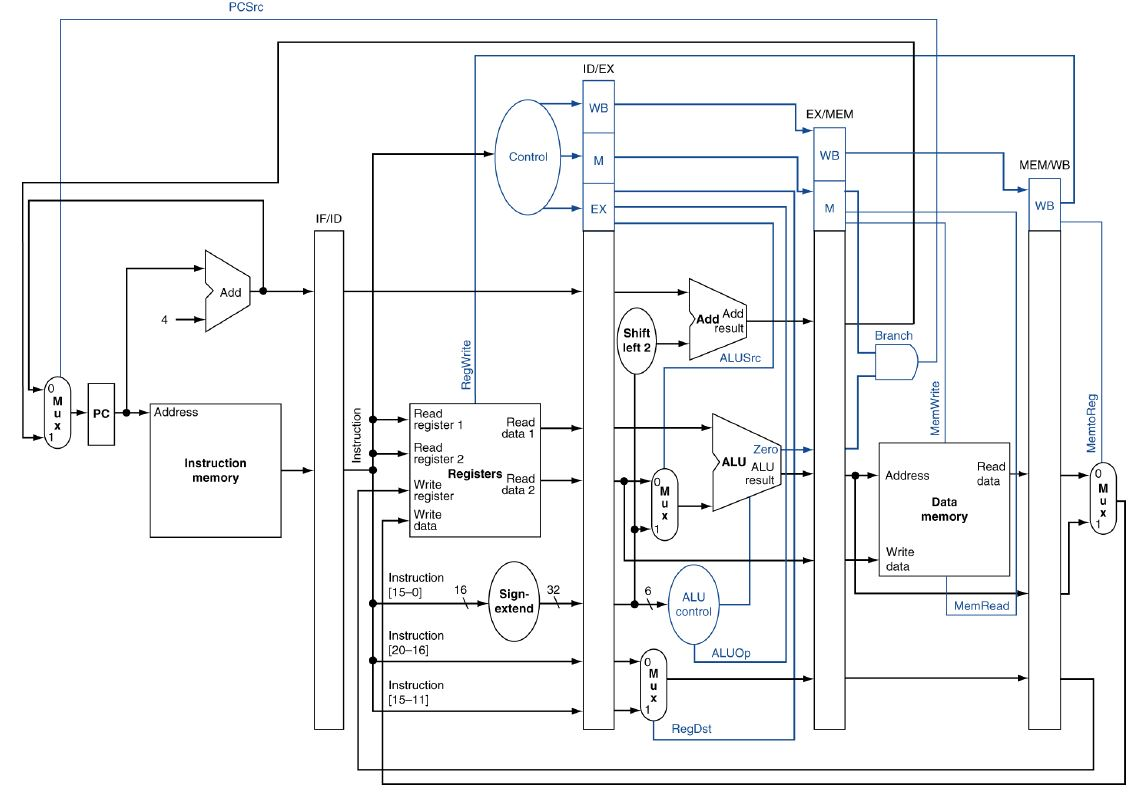 PCSrc
ID/EX
WB
EX/MEM
Control
M
WB
MEM/WB
EX
M
WB
IF/ID
Add
4
Add
Add
result
Shift
left 2
ALUSrc
Branch
RegWrite
MemWrite
MemtoReg
0
M
u
x
1
PC
Address
Instruction
memory
Instruction
Read
register 1
Read
register 2
Write
register
Write
data
Registers
Read
data 1
Read
data 2
0
M
u
x
1
Zero
ALU
ALU
result
Address
Read
data
Data
memory
Write
data
0
M
u
x
1
Instruction
[15–0]
16
Sign-
extend
32
6
ALU
control
MemRead
Instruction
[20–16]
ALUOp
0
M
u
x
1
Instruction
[15–11]
RegDst